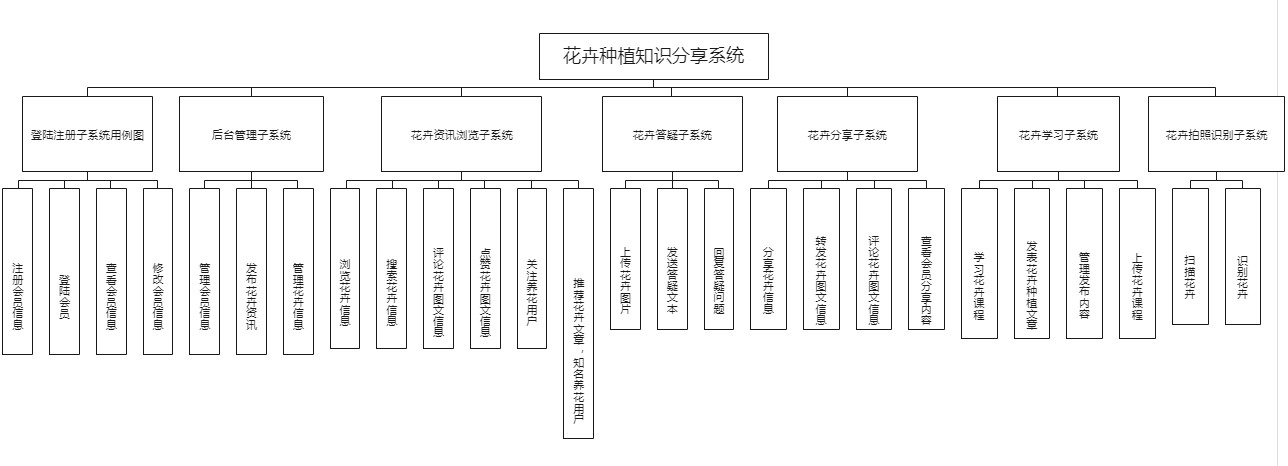 花卉种植知识分享系统
登陆注册子系统用例图
后台管理子系统
花卉资讯浏览子系统
花卉答疑子系统
花卉分享子系统
花卉学习子系统
花卉拍照识别子系统
注册会员信息
登陆会员
查看会员信息
修改会员信息
管理会员信息
发布花卉资讯
管理花卉信息
浏览花卉信息
搜索花卉信息
评论花卉图文信息
点赞花卉图文信息
关注养花用户
推荐花卉文章，知名养花用户
上传花卉图片
发送答疑文本
回复答疑问题
分享花卉信息
转发花卉图文信息
评论花卉图文信息
查看会员分享内容
学习花卉课程
发表花卉种植文章
管理发布内容
上传花卉课程
扫描花卉
识别花卉